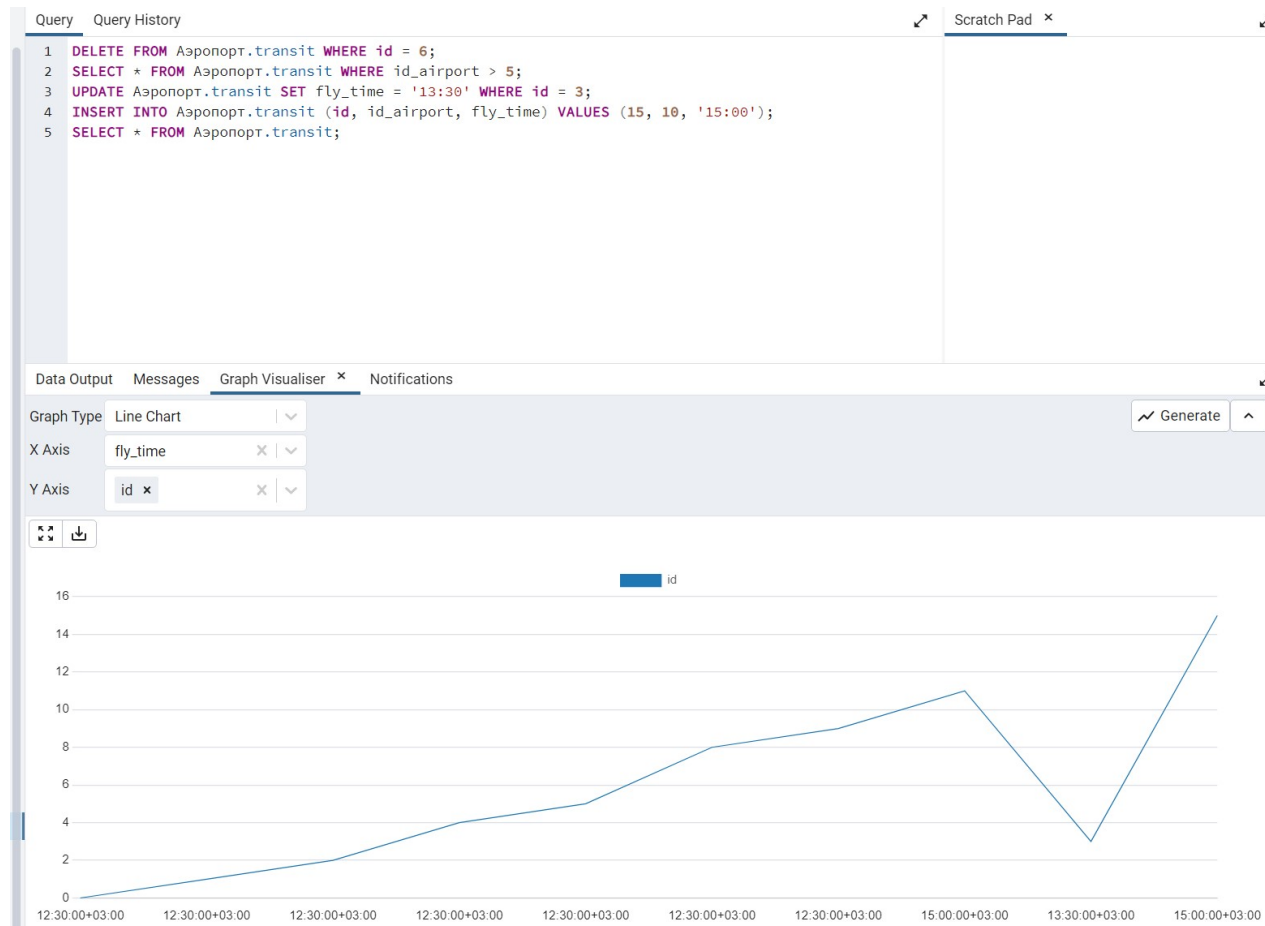 Query Query History
Scratch Pad
1 DELETE FROM Аэропорт.transit WHERE id = 6;
2 SELECT * FROM Аэропорт.transit WHERE id_airport > 5;
3 UPDATE Аэропорт.transit SET fly_time = '13:30' WHERE id = 3;
4 INSERT INTO Аэропорт.transit (id, id_airport, fly_time) VALUES (15, 10, '15:00');
5 SELECT * FROM Аэропорт.transit;
Data Output Messages Graph Visualiser Notifications
Graph Type Line Chart
Generate
X Axis fly_time
Y Axis id
id
16
14
12
10
8
6
4
2
0
12:30:00+03:00 12:30:00+03:00 12:30:00+03:00 12:30:00+03:00 12:30:00+03:00 12:30:00+03:00 12:30:00+03:00 15:00:00+03:00 13:30:00+03:00 15:00:00+03:00